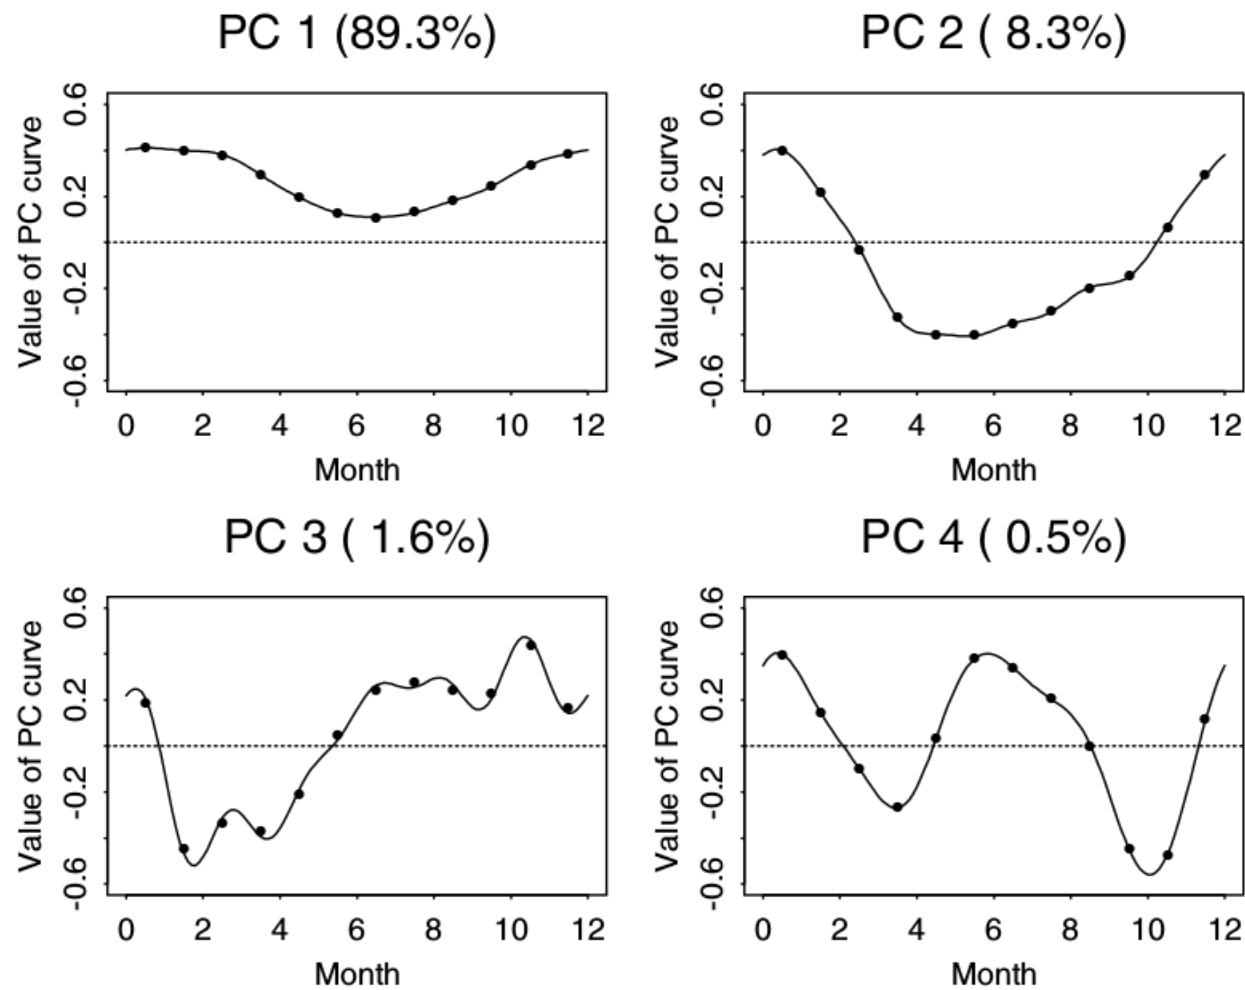 PC 1 (89.3%)
Value of PC curve
0.6
0.2
-0.2
-0.6
0 2 4 6 8 10 12
Month
PC 2 ( 8.3%)
Value of PC curve
0.6
0.2
-0.2
-0.6
0 2 4 6 8 10 12
Month
PC 3 ( 1.6%)
Value of PC curve
0.6
0.2
-0.2
-0.6
0 2 4 6 8 10 12
Month
PC 4 ( 0.5%)
Value of PC curve
0.6
0.2
-0.2
-0.6
0 2 4 6 8 10 12
Month